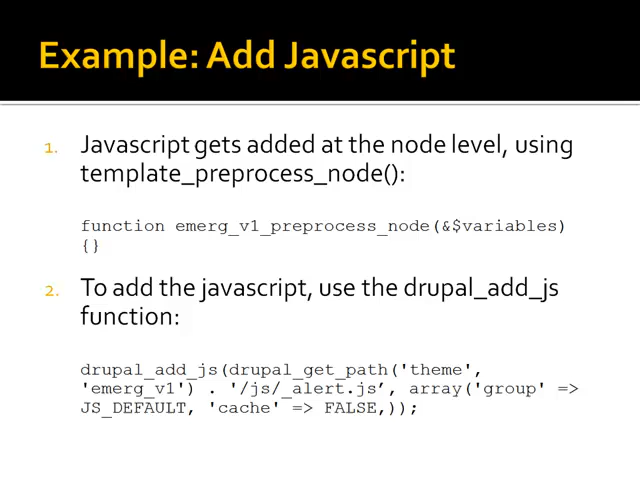 Example: Add Javascript
1. Javascript gets added at the node level, using
template_preprocess_node():
function emerg_v1_preprocess_node(&$variables)
{}
2. To add the javascript, use the drupal_add_js
function:
drupal_add_js(drupal_get_path('theme',
'emerg_v1') . '/js/_alert.js’, array('group' =>
JS_DEFAULT, 'cache' => FALSE,));